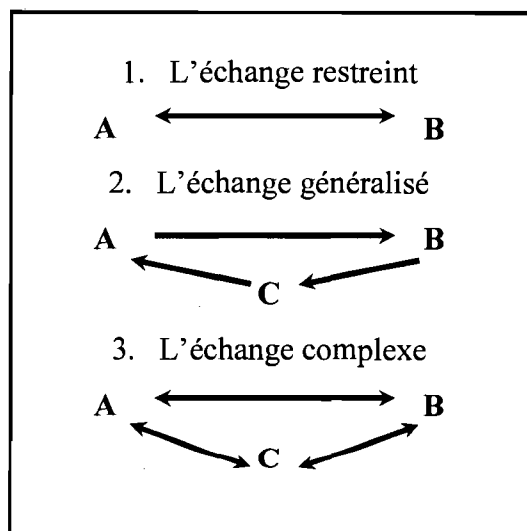 1. L'échange restreint
A B
2. L'échange généralisé
A B
C
3. L'échange complexe
A B
C